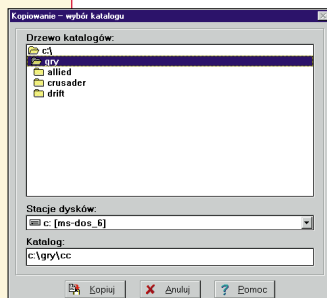 Kopiowanie – wybór katalogu
Drzewo katalogów:
c:\
gry
allied
crusader
drift
Stacje dysków:
c: [ms-dos_6]
Katalog:
c:\gry\cc
Kopiuj
Anuluj
? Pomoc